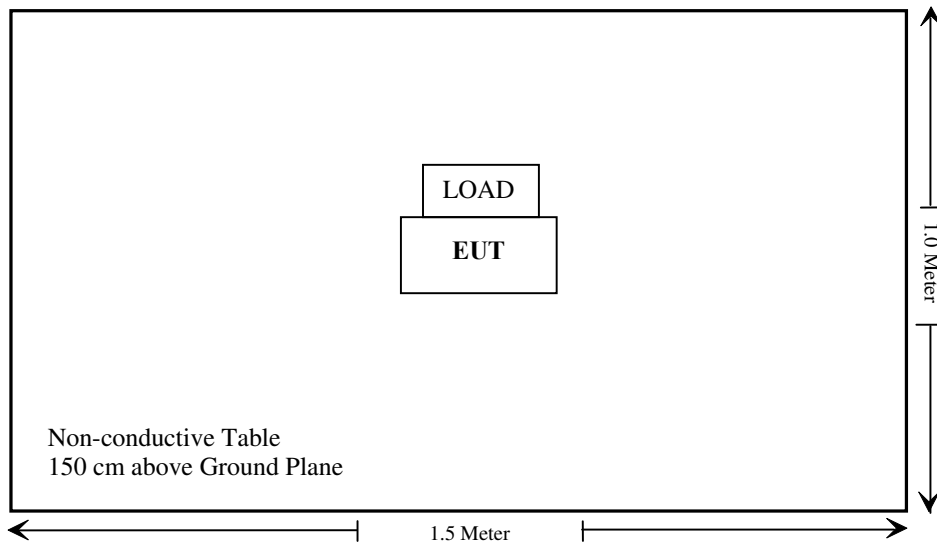 LOAD
EUT
1.0 Meter
Non-conductive Table
150 cm above Ground Plane
1.5 Meter